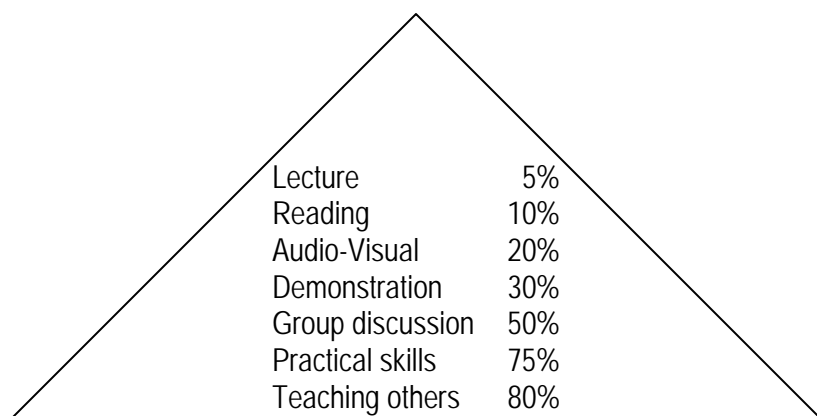 Lecture 5%
Reading 10%
Audio-Visual 20%
Demonstration 30%
Group discussion 50%
Practical skills 75%
Teaching others 80%